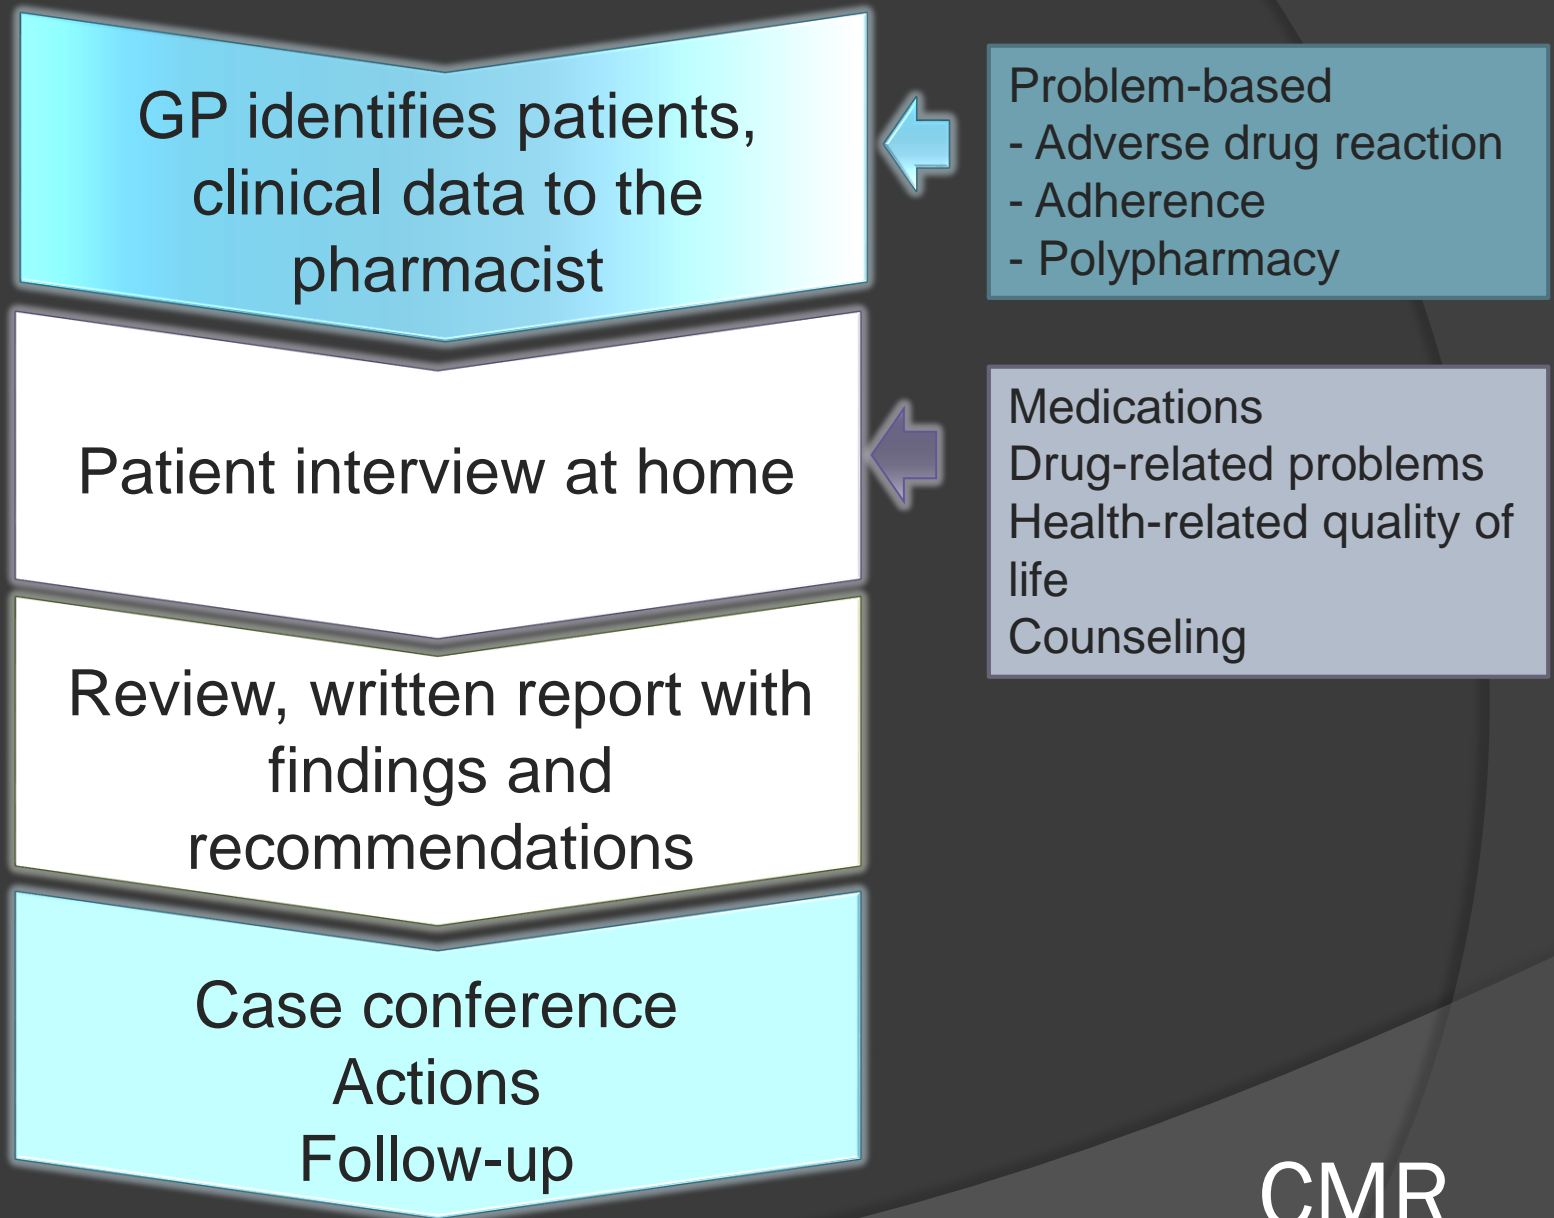 GP identifies patients,
clinical data to the
pharmacist
Problem-based
- Adverse drug reaction
- Adherence
- Polypharmacy
Patient interview at home
Medications
Drug-related problems
Health-related quality of
life
Counseling
Review, written report with
findings and
recommendations
Case conference
Actions
Follow-up
CMR